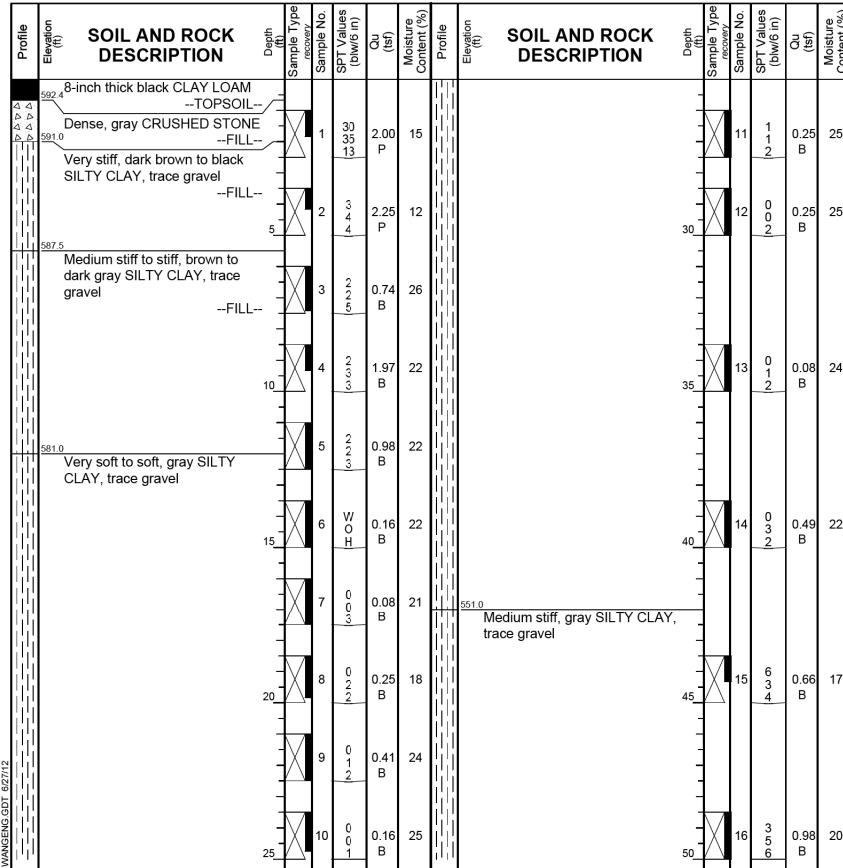 Profile
Elevation (ft)
SOIL AND ROCK DESCRIPTION
Depth (ft)
Sample Type
recovery
Sample No.
SPT Values (blw/6 in)
Qu (tsf)
Moisture Content (%)
Profile
Elevation (ft)
SOIL AND ROCK DESCRIPTION
Depth (ft)
Sample Type
recovery
Sample No.
SPT Values (blw/6 in)
Qu (tsf)
Moisture Content (%)
592.4
8-inch thick black CLAY LOAM
--TOPSOIL--
Dense, gray CRUSHED STONE
591.0
--FILL--
Very stiff, dark brown to black
SILTY CLAY, trace gravel
--FILL--
1 30 35 13 2.00 P 15
5
2 3 4 4 2.25 P 12
587.5
Medium stiff to stiff, brown to
dark gray SILTY CLAY, trace
gravel
--FILL--
3 2 2 5 0.74 B 26
10
4 2 3 3 1.97 B 22
5 2 2 3 0.98 B 22
581.0
Very soft to soft, gray SILTY
CLAY, trace gravel
15
6 W O H 0.16 B 22
7 0 0 3 0.08 B 21
20
8 0 2 2 0.25 B 18
9 0 1 2 0.41 B 24
25
10 0 0 1 0.16 B 25
11 1 1 2 0.25 B 25
30
12 0 0 2 0.25 B 25
35
13 0 1 2 0.08 B 24
40
14 0 3 2 0.49 B 22
551.0
Medium stiff, gray SILTY CLAY,
trace gravel
45
15 6 3 4 0.66 B 17
50
16 3 5 6 0.98 B 20
WANGENG.GDT 6/27/12